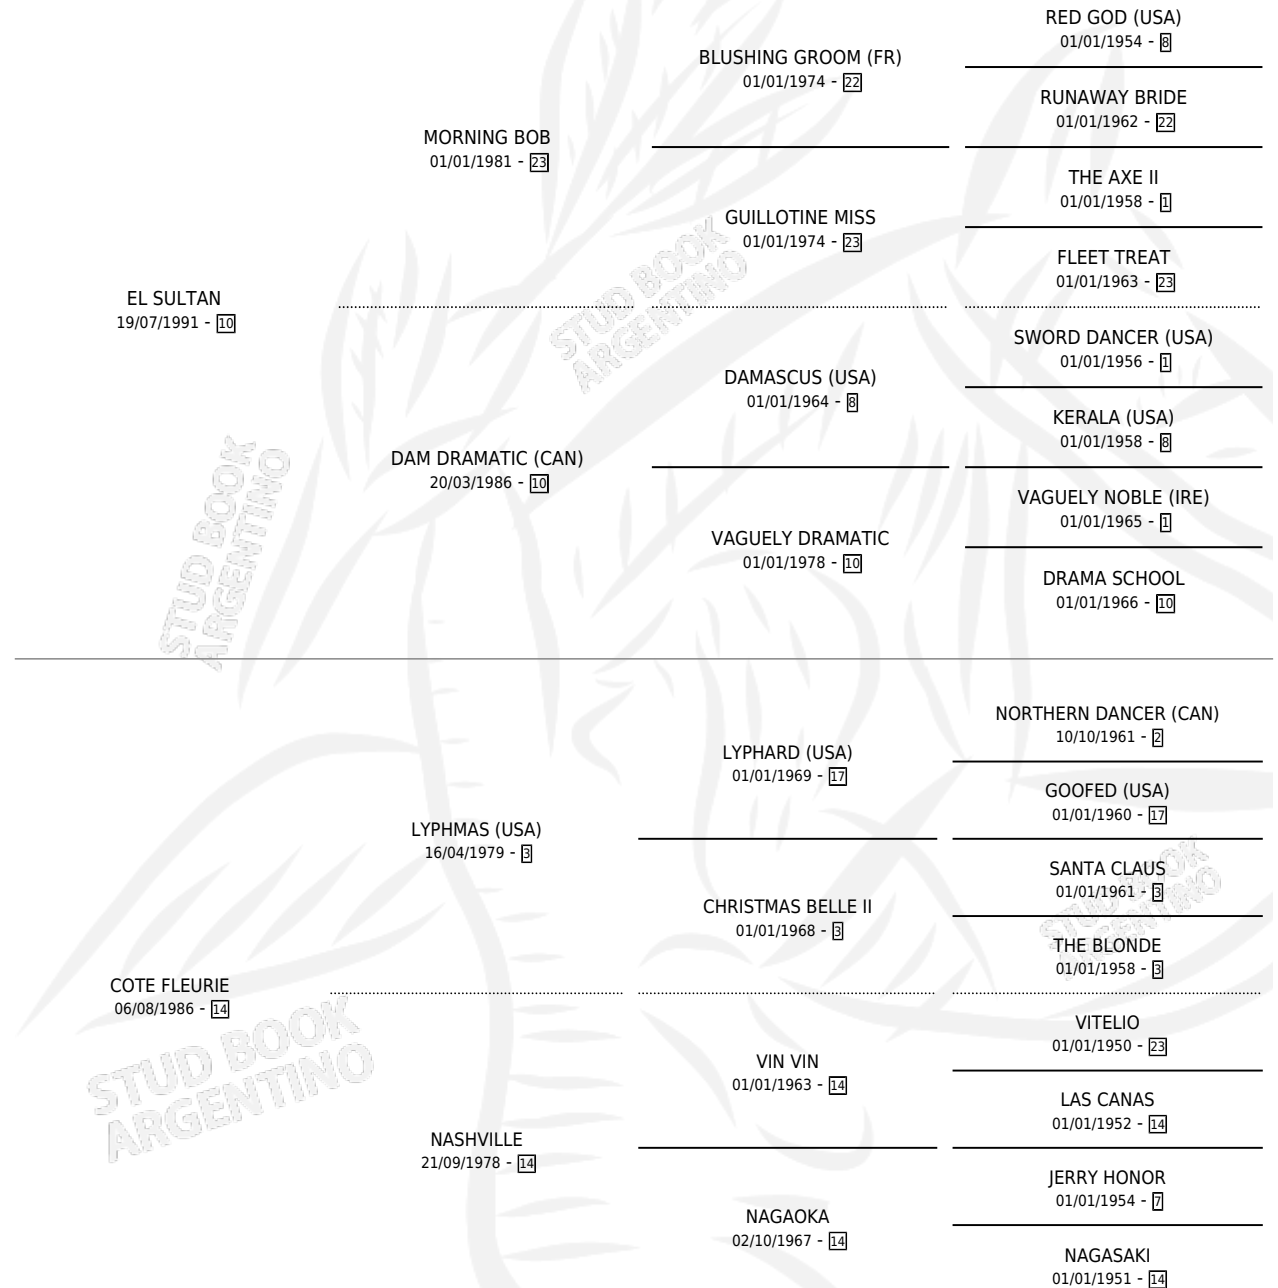 RED GOD (USA)
01/01/1954 - 8
BLUSHING GROOM (FR)
01/01/1974 - 22
RUNAWAY BRIDE
01/01/1962 - 22
MORNING BOB
01/01/1981 - 23
THE AXE II
01/01/1958 - 1
GUILLOTINE MISS
01/01/1974 - 23
FLEET TREAT
01/01/1963 - 23
STUD BOOK
ARGENTINO
EL SULTAN
19/07/1991 - 10
SWORD DANCER (USA)
01/01/1956 - 1
DAMASCUS (USA)
01/01/1964 - 8
KERALA (USA)
01/01/1958 - 8
DAM DRAMATIC (CAN)
20/03/1986 - 10
VAGUELY NOBLE (IRE)
01/01/1965 - 1
VAGUELY DRAMATIC
01/01/1978 - 10
DRAMA SCHOOL
01/01/1966 - 10
STUD BOOK
ARGENTINO
NORTHERN DANCER (CAN)
10/10/1961 - 2
LYPHARD (USA)
01/01/1969 - 17
GOOFED (USA)
01/01/1960 - 17
LYPHMAS (USA)
16/04/1979 - 3
SANTA CLAUS
01/01/1961 - 3
CHRISTMAS BELLE II
01/01/1968 - 3
THE BLONDE
01/01/1958 - 3
STUD BOOK
ARGENTINO
COTE FLEURIE
06/08/1986 - 14
VITELIO
01/01/1950 - 23
VIN VIN
01/01/1963 - 14
LAS CANAS
01/01/1952 - 14
STUD BOOK
ARGENTINO
NASHVILLE
21/09/1978 - 14
JERRY HONOR
01/01/1954 - 7
NAGAOKA
02/10/1967 - 14
NAGASAKI
01/01/1951 - 14